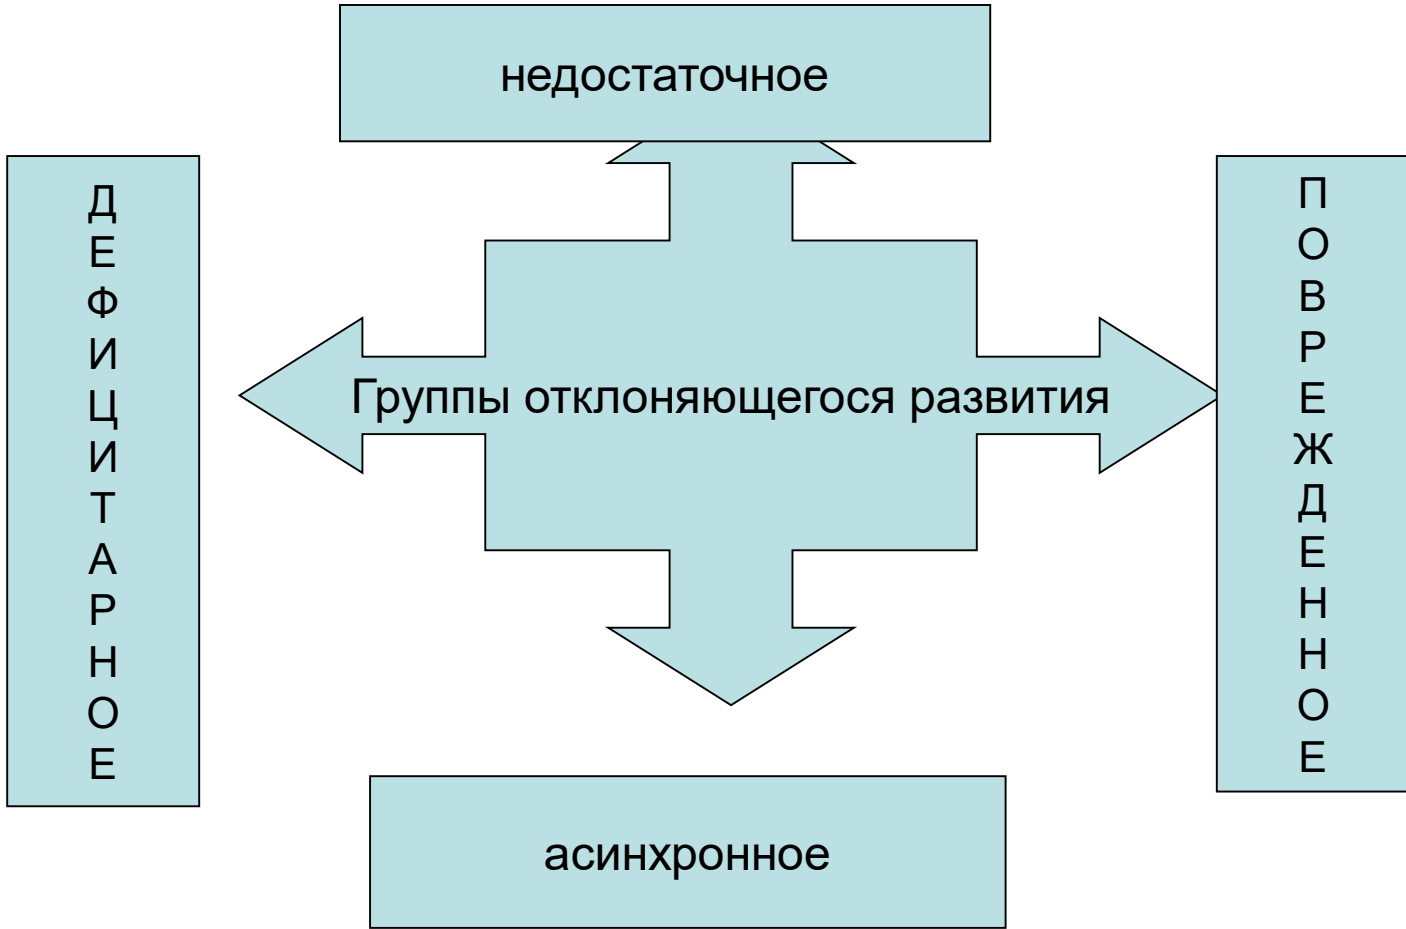 недостаточное
ДЕФИЦИТАРНОЕ
Группы отклоняющегося развития
ПОВРЕЖДЕННОЕ
асинхронное